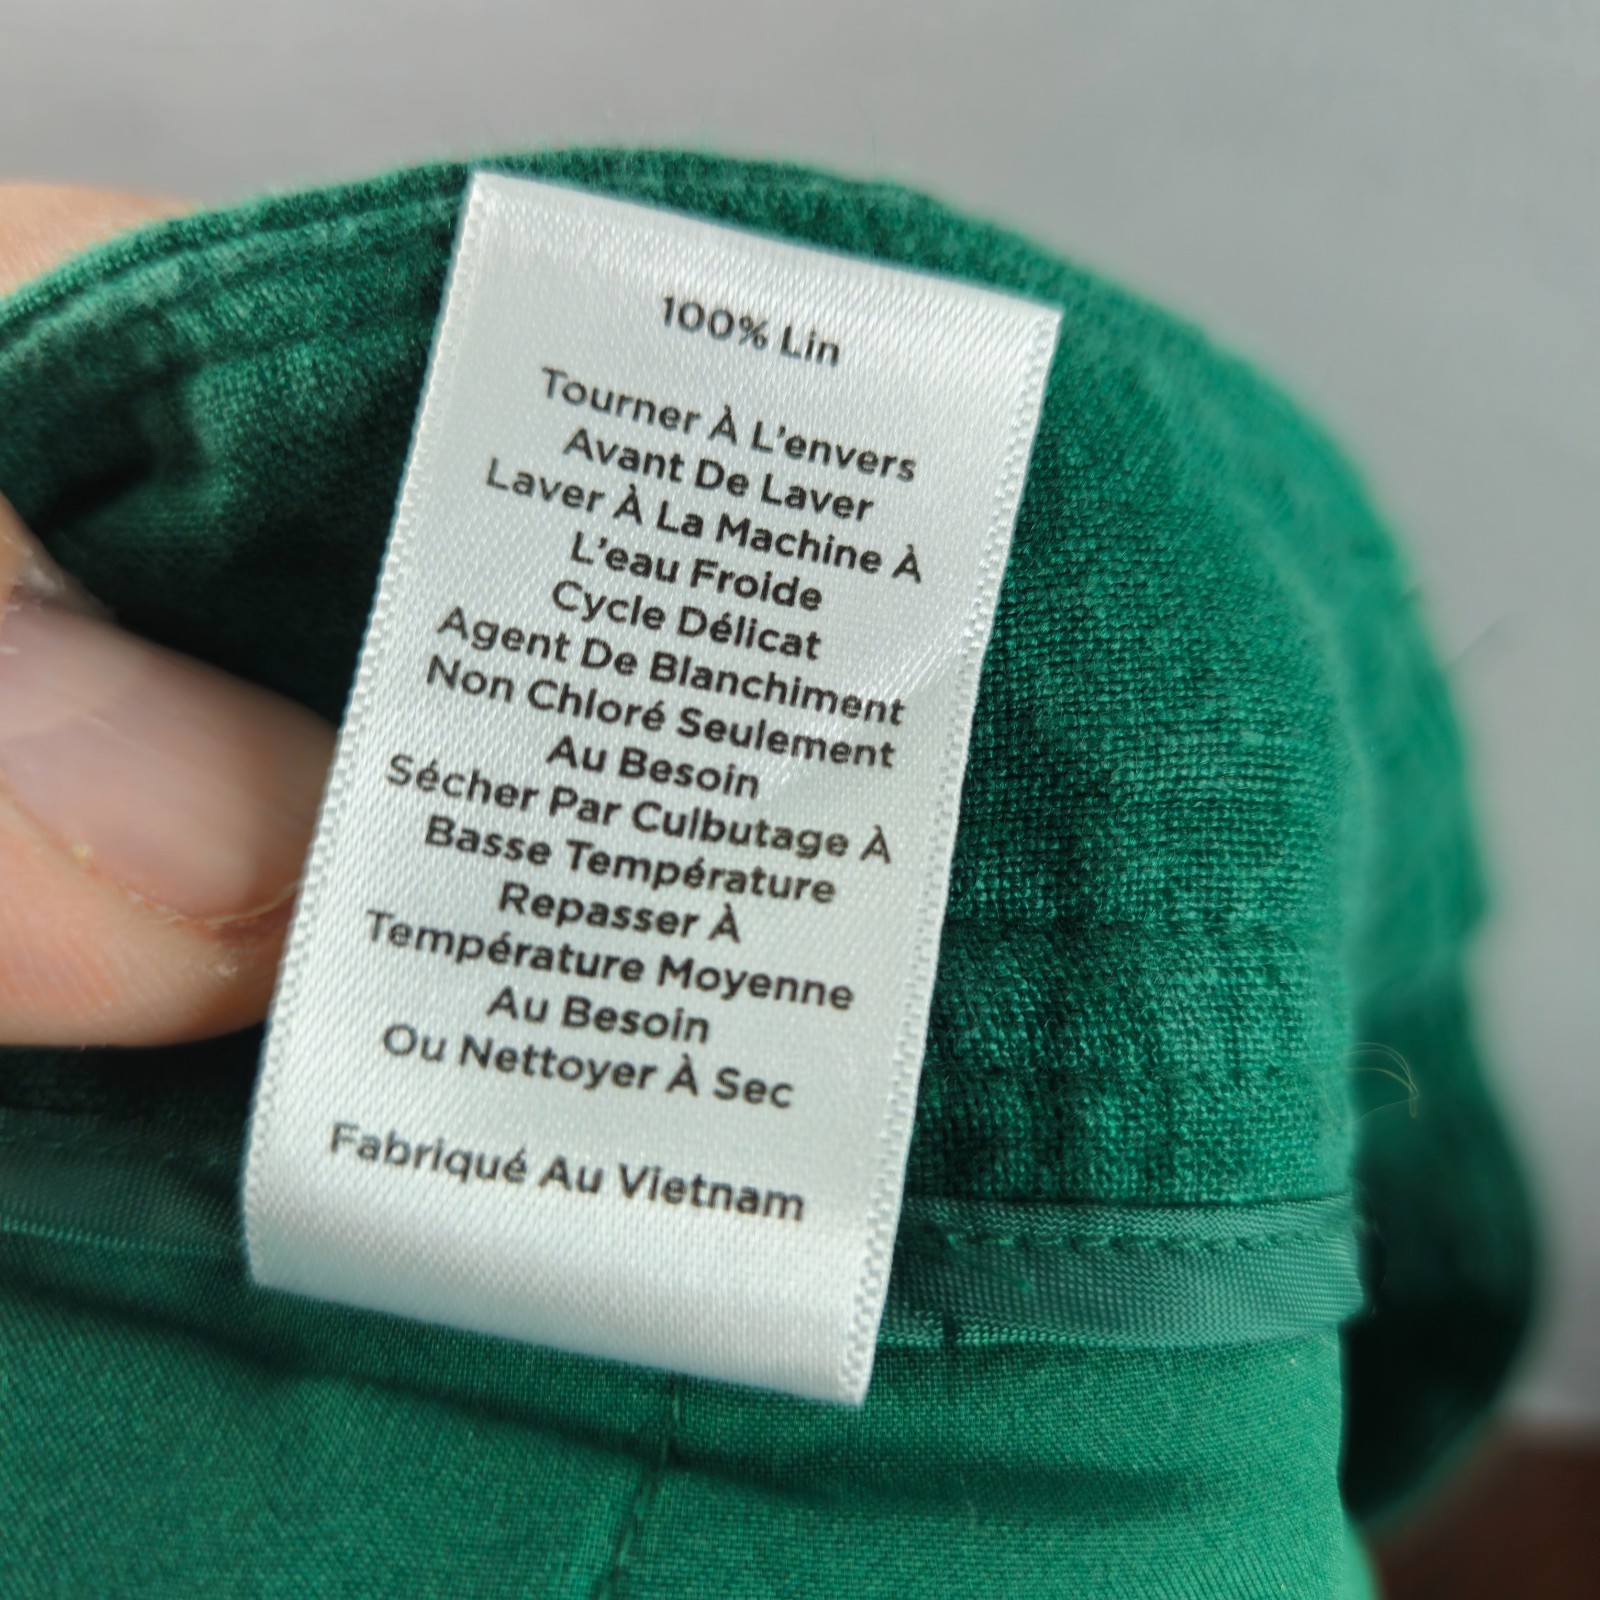 100% Lin
Tourner À L'envers
Avant De Laver
Laver À La Machine À
L'eau Froide
Cycle Délicat
Agent De Blanchiment
Non Chloré Seulement
Au Besoin
Sécher Par Culbutage À
Basse Température
Repasser À
Température Moyenne
Au Besoin
Ou Nettoyer À Sec
Fabriqué Au Vietnam